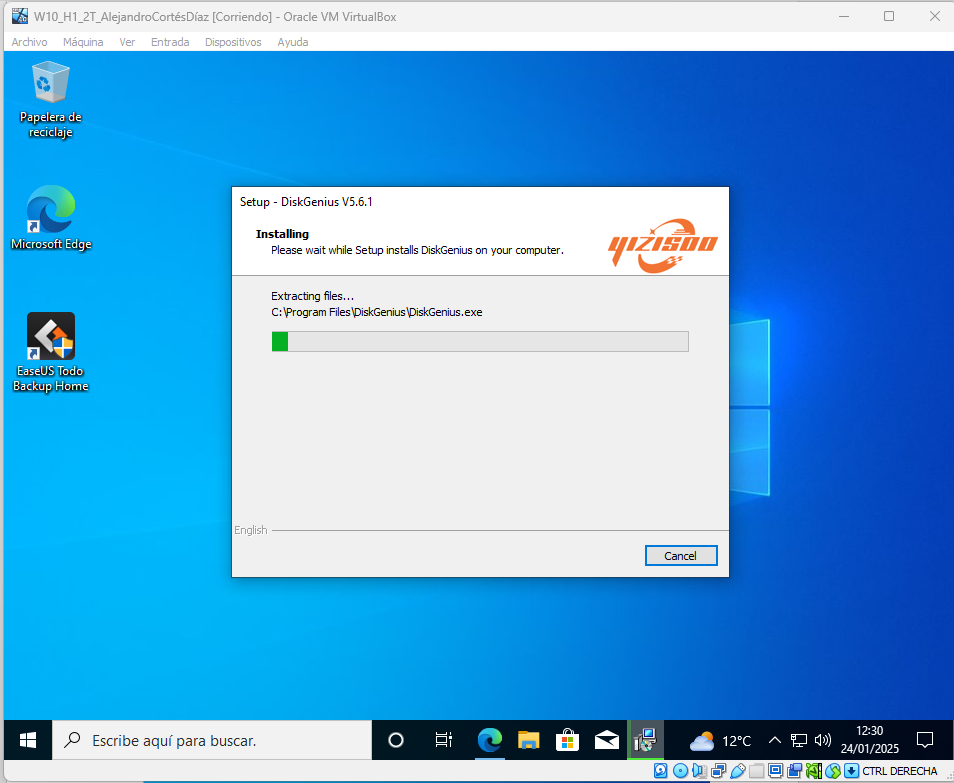 W10_H1_2T_AlejandroCortésDíaz [Corriendo] - Oracle VM VirtualBox
Archivo Máquina Ver Entrada Dispositivos Ayuda
Papelera de
reciclaje
Microsoft Edge
EaseUS Todo
Backup Home
Setup - DiskGenius V5.6.1
Installing
Please wait while Setup installs DiskGenius on your computer.
YIZISOO
Extracting files...
C:\Program Files\DiskGenius\DiskGenius.exe
English
Cancel
Escribe aquí para buscar.
12°C
12:30
24/01/2025
CTRL DERECHA